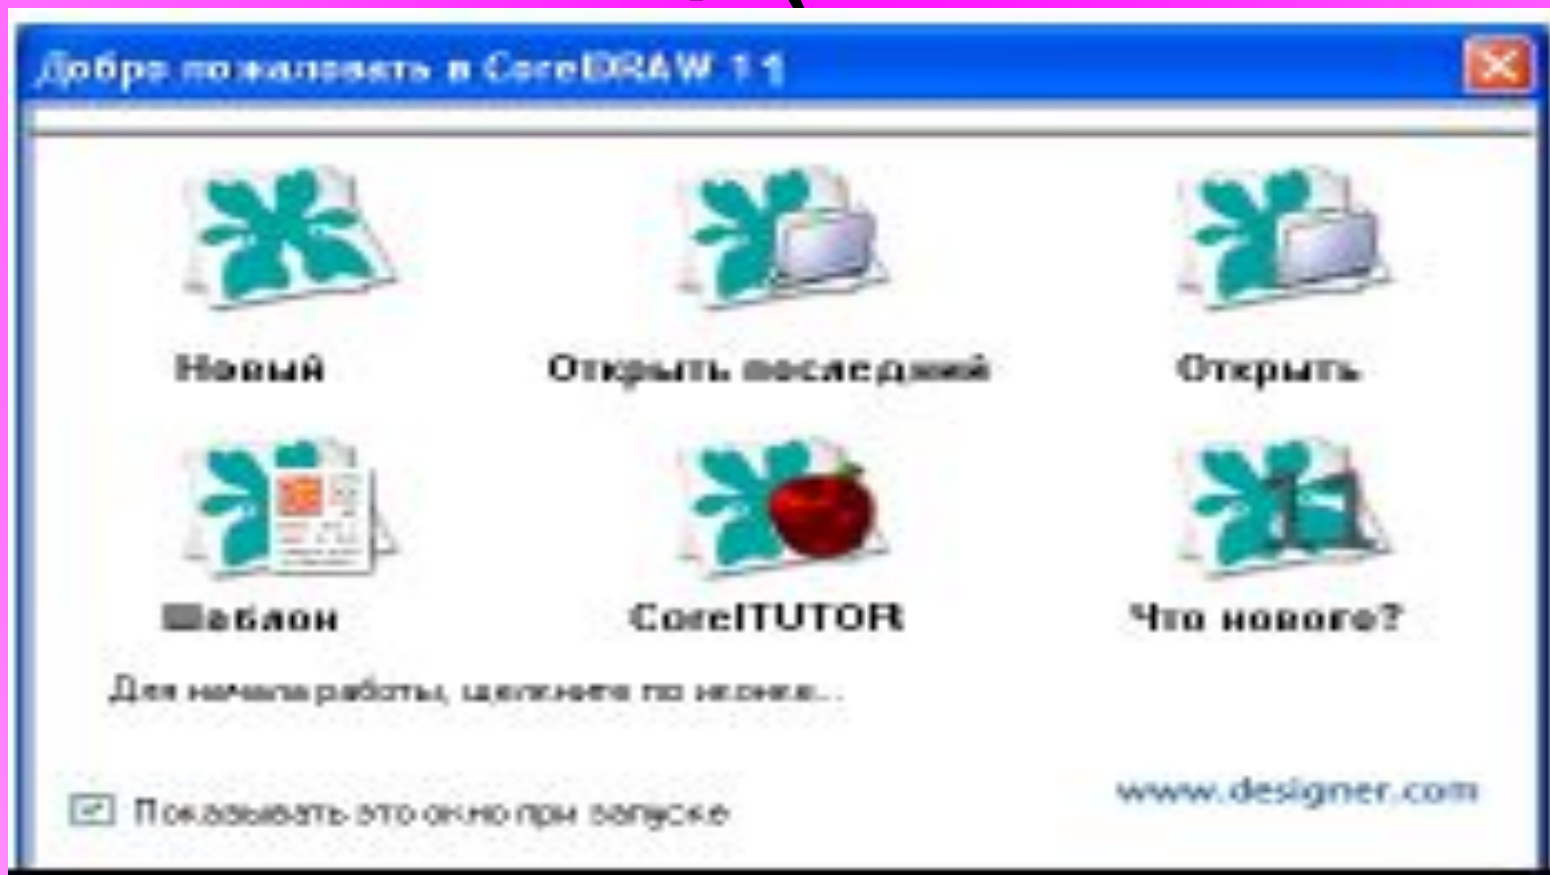 Добро пожаловать в CorelDRAW 11
Новый
Открыть последний
Открыть
Шаблон
CorelTUTOR
Что нового?
Для начала работы, щелкните по иконке...
Показывать это окно при запуске
www.designer.com